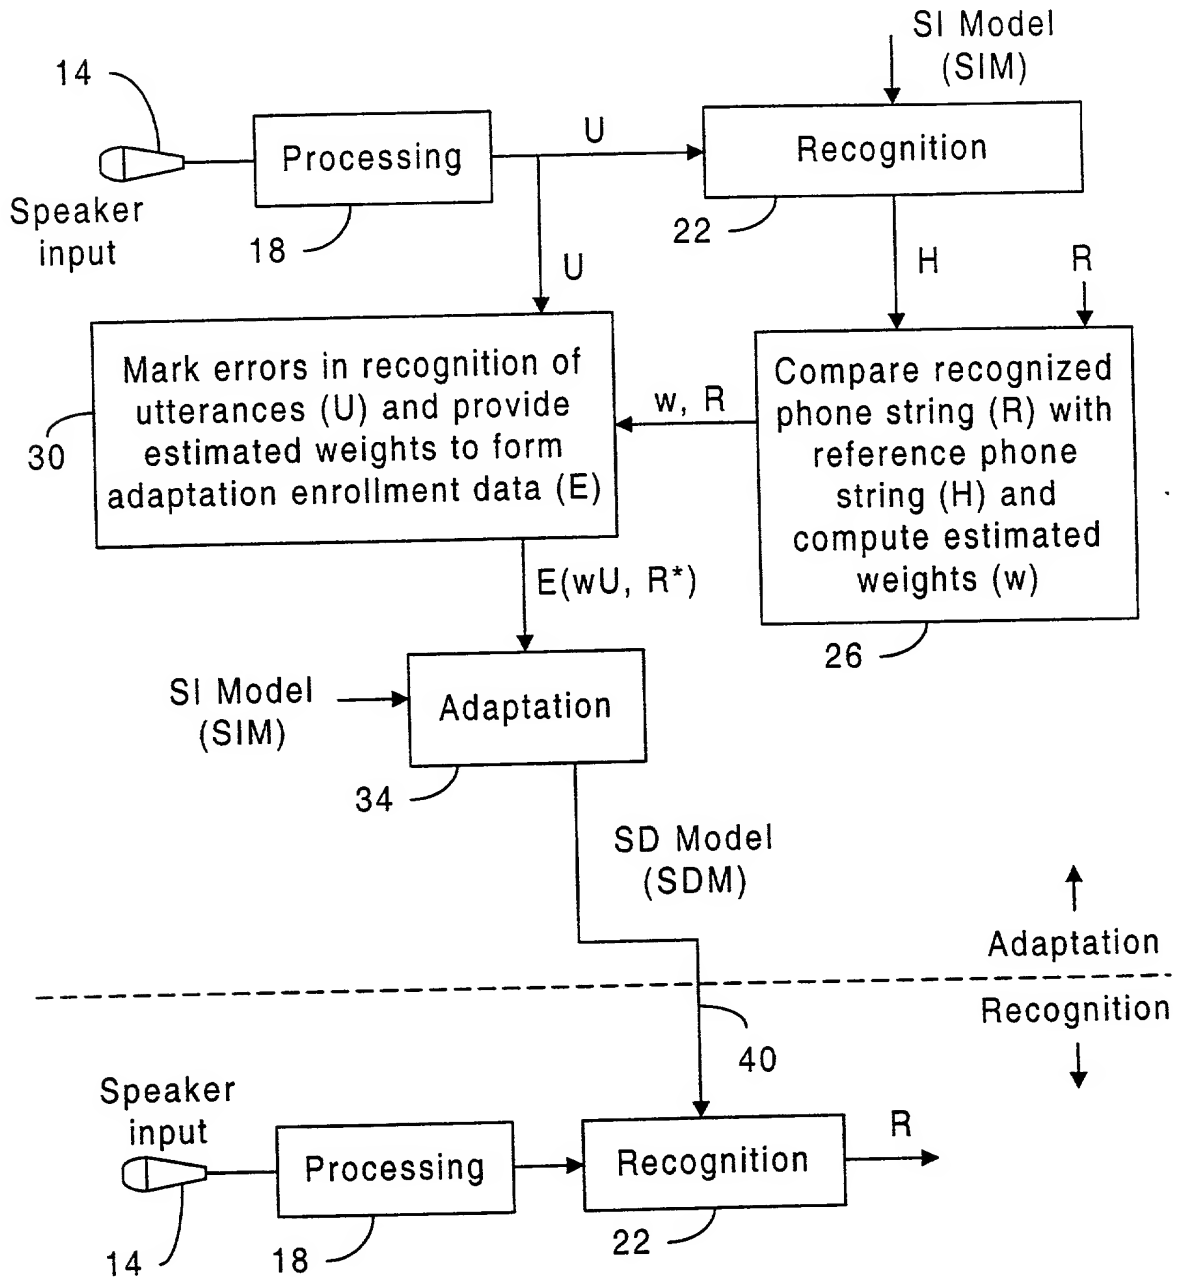 SI Model
(SIM)
14
Processing
U
Recognition
Speaker
input
18
22
U
H
R
Mark errors in recognition of
utterances (U) and provide
estimated weights to form
adaptation enrollment data (E)
30
w, R
Compare recognized
phone string (R) with
reference phone
string (H) and
compute estimated
weights (w)
E(wU, R*)
26
SI Model
(SIM)
Adaptation
34
SD Model
(SDM)
Adaptation
Recognition
40
Speaker
input
Processing
Recognition
R
14
18
22